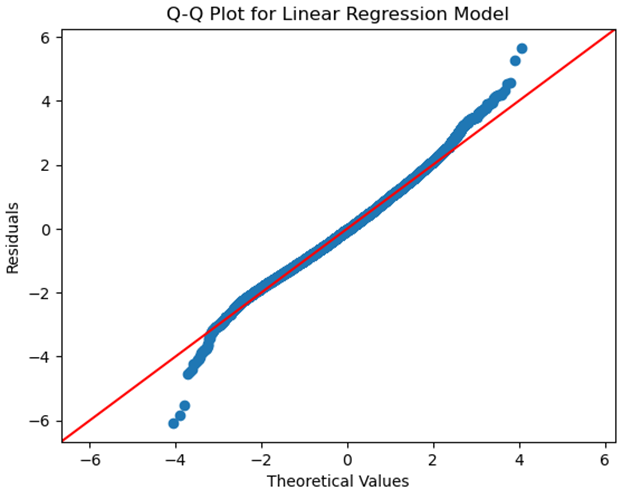 Q-Q Plot for Linear Regression Model
6
4
2
0
−2
−4
−6
Residuals
−6 −4 −2 0 2 4 6
Theoretical Values